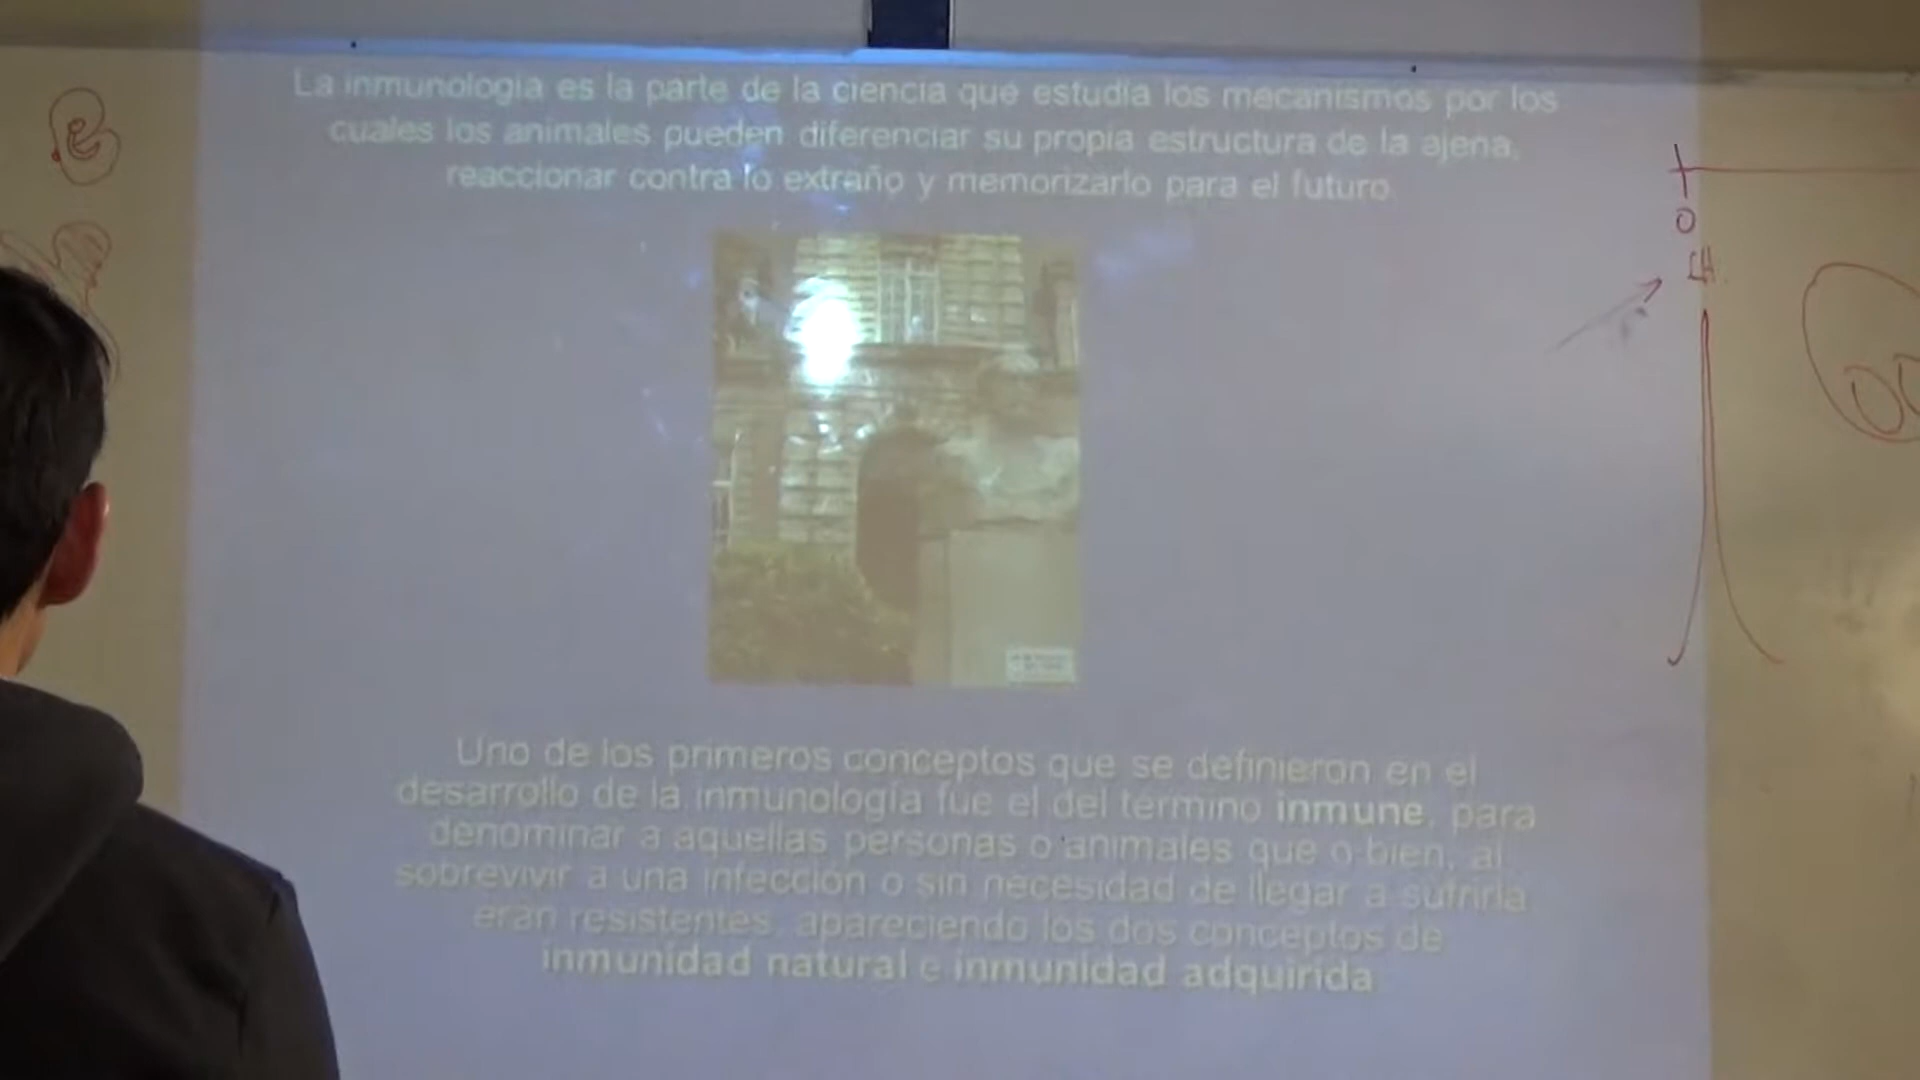 La inmunología es la parte de la ciencia que estudia los mecanismos por los
cuales los animales pueden diferenciar su propia estructura de la ajena,
reaccionar contra lo extraño y memorizarlo para el futuro
Uno de los primeros conceptos que se definieron en el
desarrollo de la inmunología fue el del término inmune, para
denominar a aquellas personas o animales que o bien, al
sobrevivir a una infección o sin necesidad de llegar a sufrirla
eran resistentes, apareciendo los dos conceptos de
inmunidad natural e inmunidad adquirida